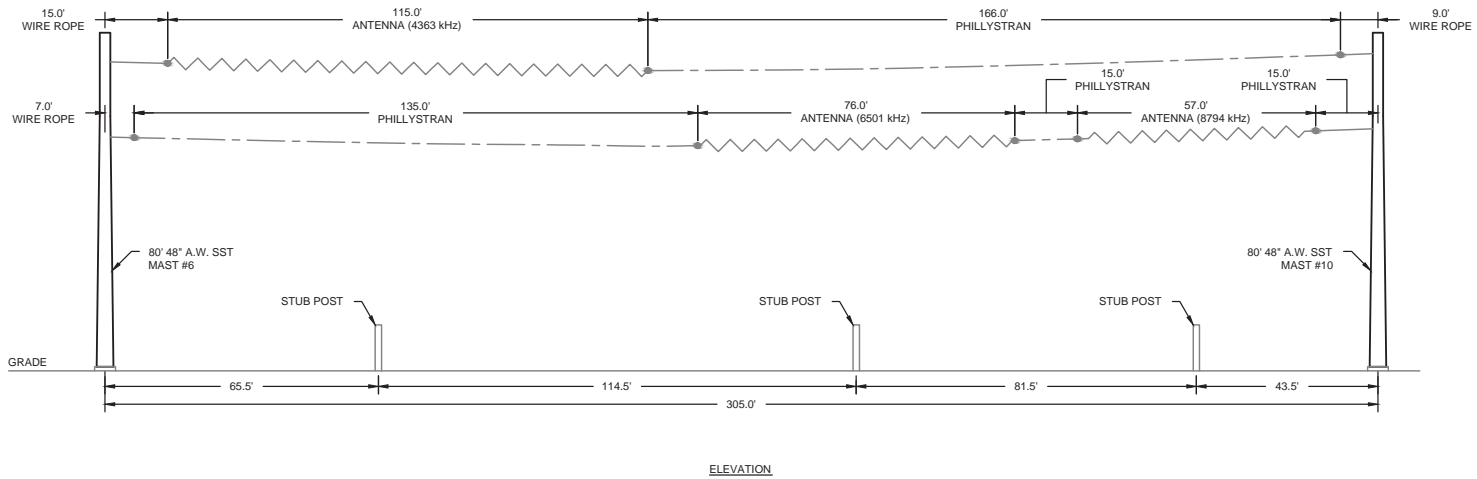 15.0'
WIRE ROPE
115.0'
ANTENNA (4363 kHz)
166.0'
PHILLYSTRAN
9.0'
WIRE ROPE
7.0'
WIRE ROPE
135.0'
PHILLYSTRAN
76.0'
ANTENNA (6501 kHz)
15.0'
PHILLYSTRAN
57.0'
ANTENNA (8794 kHz)
15.0'
PHILLYSTRAN
80' 48" A.W. SST
MAST #6
80' 48" A.W. SST
MAST #10
STUB POST
STUB POST
STUB POST
GRADE
65.5'
114.5'
81.5'
43.5'
305.0'
ELEVATION